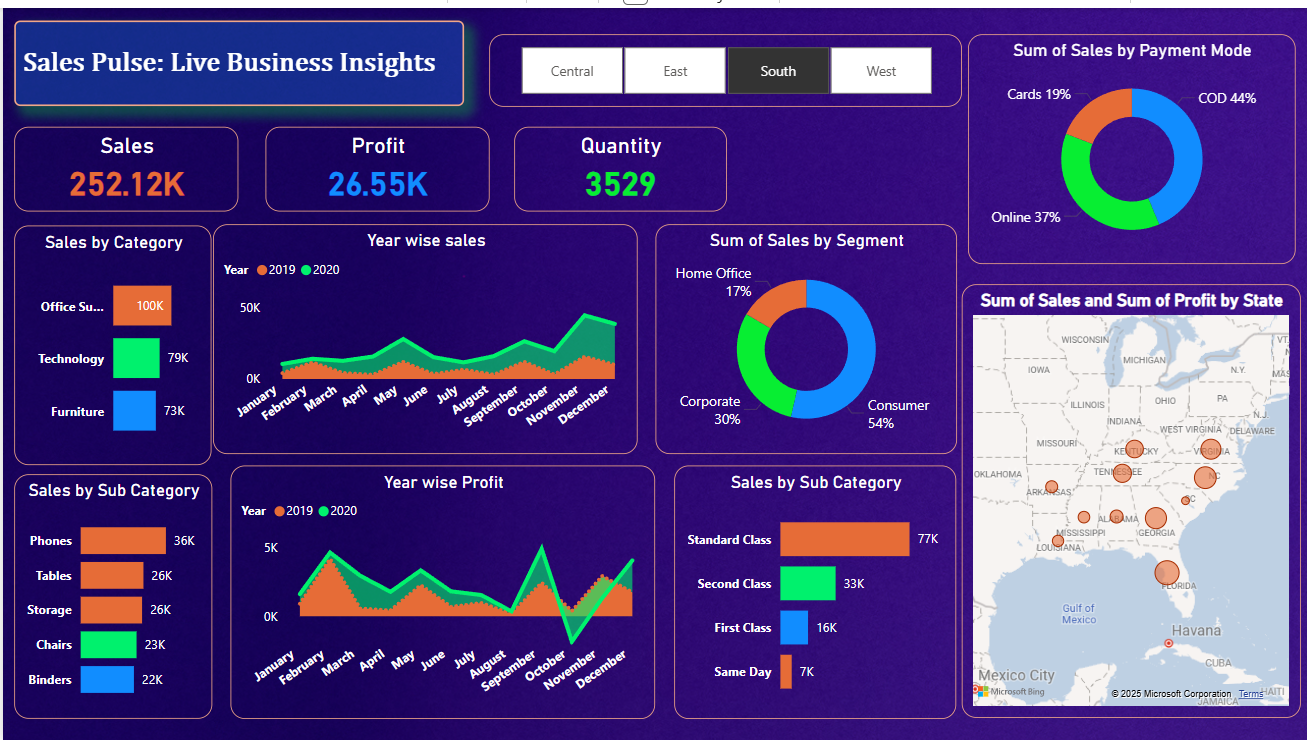 Sales Pulse: Live Business Insights
Central
East
South
West
Sales
252.12K
Profit
26.55K
Quantity
3529
Sum of Sales by Payment Mode
Cards 19%
COD 44%
Online 37%
Sales by Category
Office Su...
100K
Technology
79K
Furniture
73K
Year wise sales
Year 2019 2020
50K
0K
January
February
March
April
May
June
July
August
September
October
November
December
Sum of Sales by Segment
Home Office
17%
Corporate
30%
Consumer
54%
Sum of Sales and Sum of Profit by State
WISCONSIN
MICHIGAN
VT.
IOWA
N.Y.
MAS
ILLINOIS
OHIO
PA
INDIANA
N.J.
MISSOURI
WEST VIRGINIA
DELAWARE
KENTUCKY
VIRGINIA
OKLAHOMA
TENNESSEE
NC
ARKANSAS
SC
MISSISSIPPI
ALABAMA
GEORGIA
LOUISIANA
FLORIDA
Gulf of
Mexico
Havana
CUBA
Mexico City
HAITI
JAMAICA
Microsoft Bing
© 2025 Microsoft Corporation Terms
Sales by Sub Category
Phones
36K
Tables
26K
Storage
26K
Chairs
23K
Binders
22K
Year wise Profit
Year 2019 2020
5K
0K
January
February
March
April
May
June
July
August
September
October
November
December
Sales by Sub Category
Standard Class
77K
Second Class
33K
First Class
16K
Same Day
7K